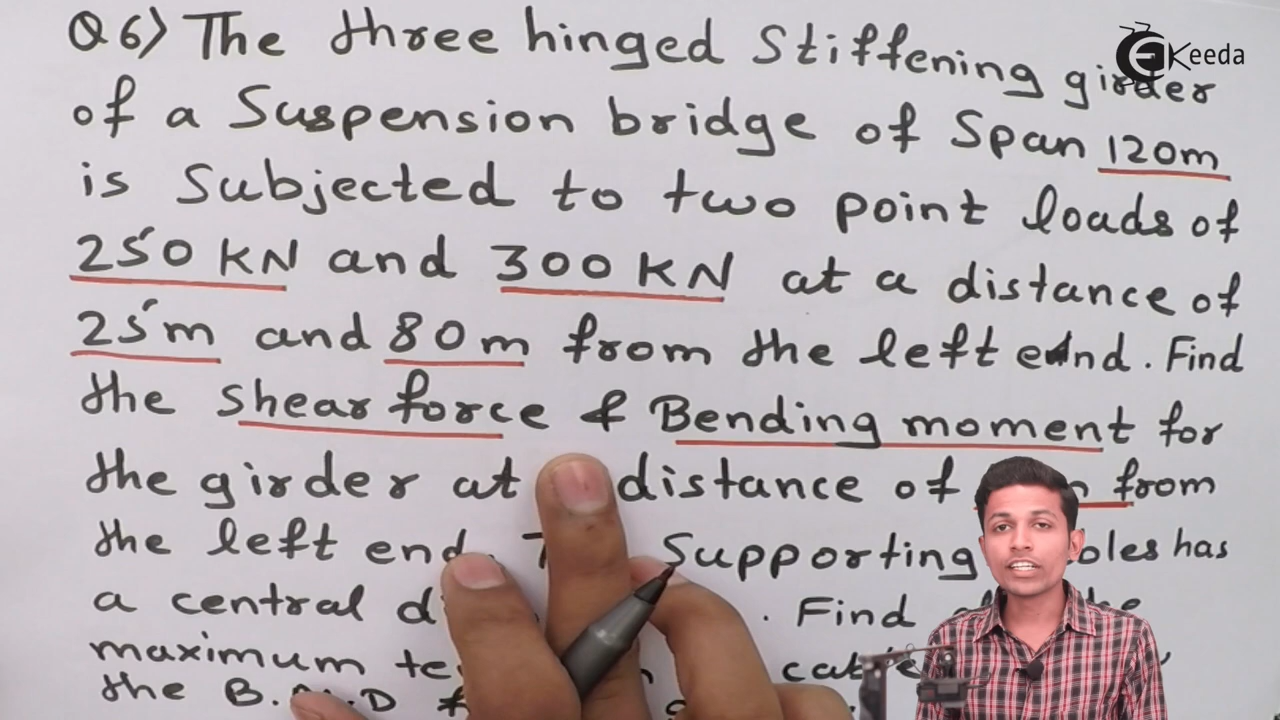 Q6) The three hinged Stiffening girder
of a Suspension bridge of Span 120m
is Subjected to two point loads of
250 KN and 300 KN at a distance of
25m and 80m from the left end. Find
the shear force & Bending moment for
the girder at distance of from
the left end. Supporting has
a central . Find
maximum
the
Keeda